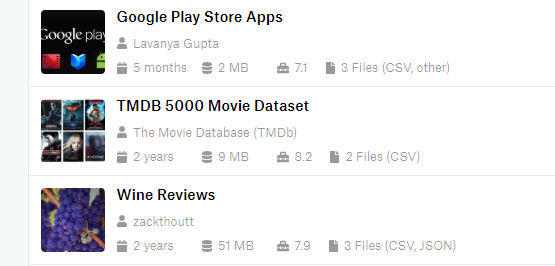 Google Play Store Apps
Google play
Lavanya Gupta
5 months 2 MB 7.1 3 Files (CSV, other)
TMDB 5000 Movie Dataset
The Movie Database (TMDb)
2 years 9 MB 8.2 2 Files (CSV)
Wine Reviews
zackthoutt
2 years 51 MB 7.9 3 Files (CSV, JSON)